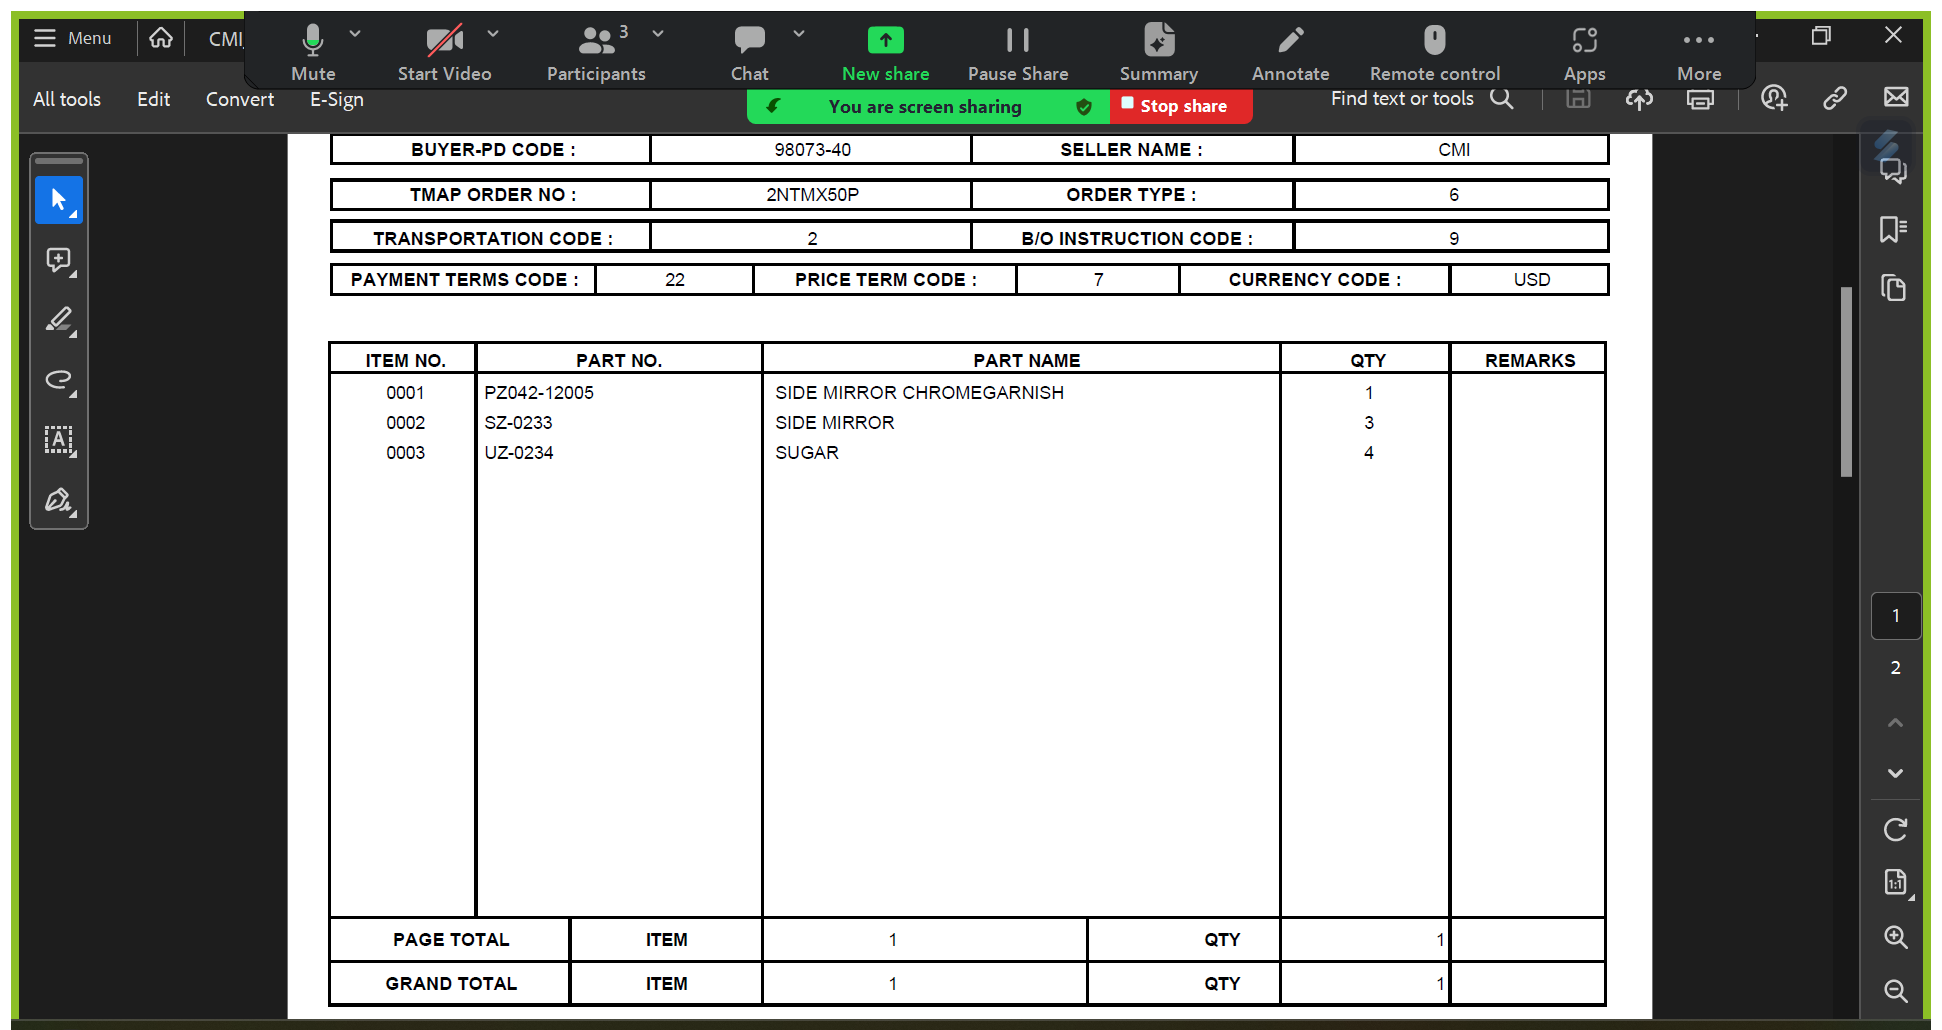 Menu
CMI
Mute
Start Video
Participants
3
Chat
New share
Pause Share
Summary
Annotate
Remote control
Apps
More
All tools
Edit
Convert
E-Sign
You are screen sharing
Stop share
Find text or tools
BUYER-PD CODE : 98073-40 SELLER NAME : CMI
TMAP ORDER NO : 2NTMX50P ORDER TYPE : 6
TRANSPORTATION CODE : 2 B/O INSTRUCTION CODE : 9
PAYMENT TERMS CODE : 22 PRICE TERM CODE : 7 CURRENCY CODE : USD
ITEM NO. PART NO. PART NAME QTY REMARKS
0001 PZ042-12005 SIDE MIRROR CHROMEGARNISH 1
0002 SZ-0233 SIDE MIRROR 3
0003 UZ-0234 SUGAR 4
PAGE TOTAL ITEM 1 QTY 1
GRAND TOTAL ITEM 1 QTY 1
A
1
2
1:1